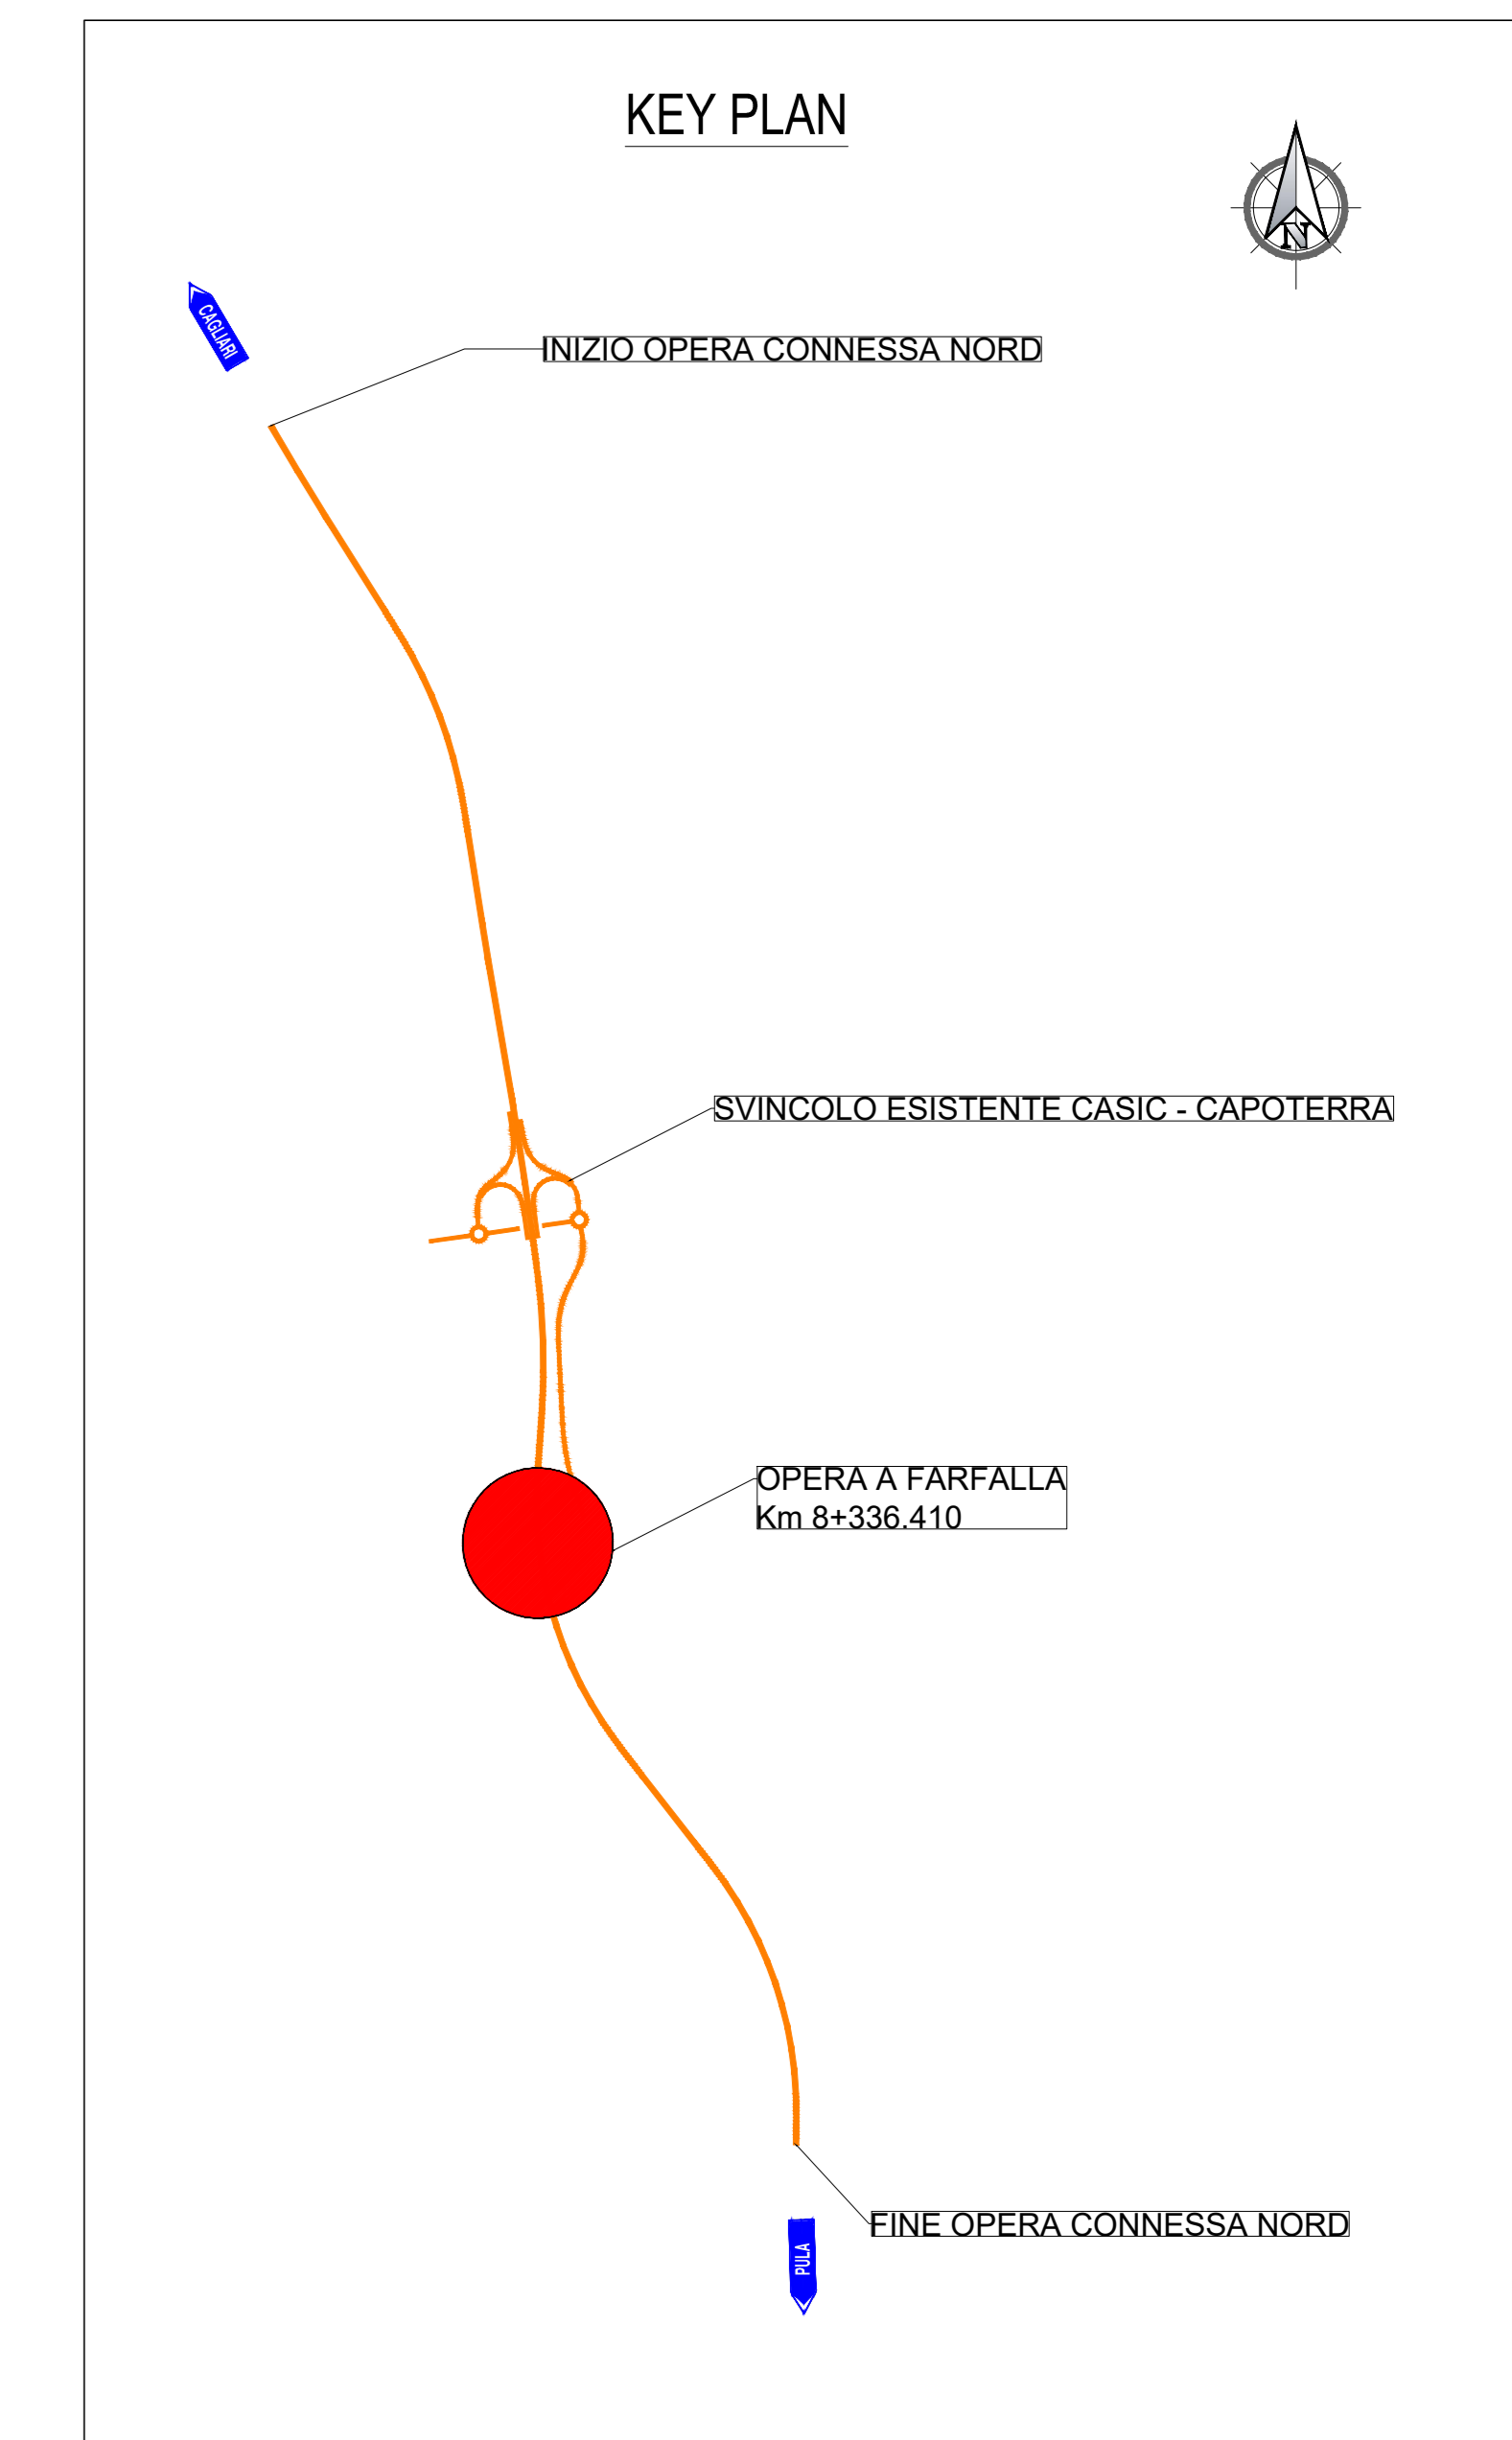 KEY PLAN
N
CAGLIARI
INIZIO OPERA CONNESSA NORD
SVINCOLO ESISTENTE CASIC - CAPOTERRA
OPERA A FARFALLA
Km 8+336.410
FINE OPERA CONNESSA NORD
PULA